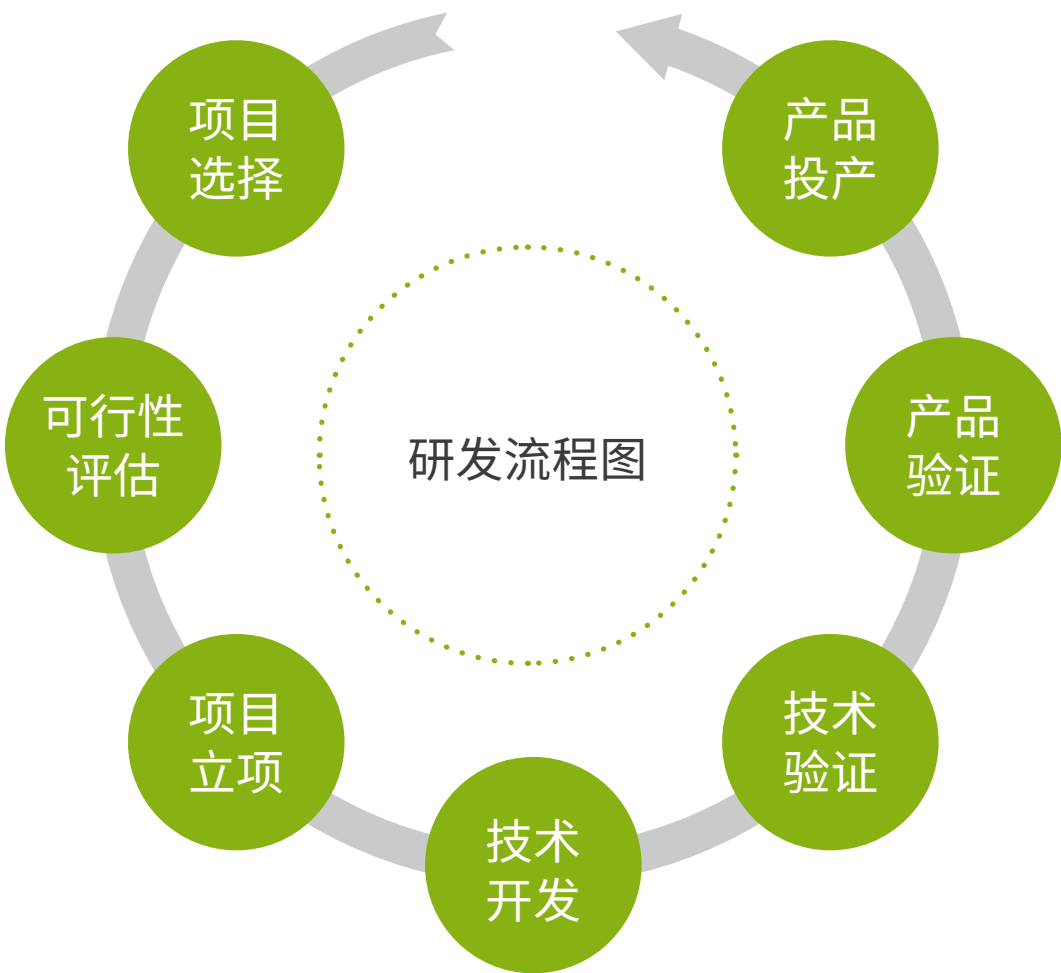 项目
选择
可行性
评估
项目
立项
技术
开发
技术
验证
产品
验证
产品
投产
研发流程图